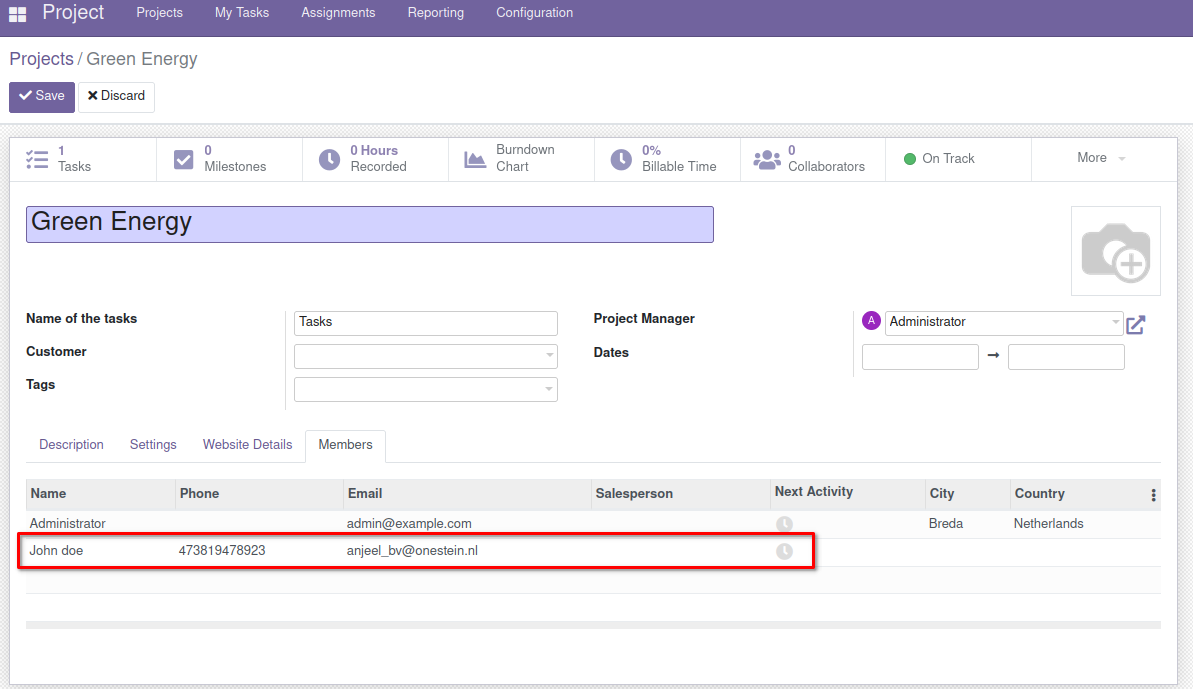 Project Projects My Tasks Assignments Reporting Configuration
Projects / Green Energy
Save Discard
1 Tasks
0 Milestones
0 Hours Recorded
Burndown Chart
0% Billable Time
0 Collaborators
On Track
More
Green Energy
Name of the tasks Tasks
Customer
Tags
Project Manager A Administrator
Dates
Description Settings Website Details Members
Name Phone Email Salesperson Next Activity City Country
Administrator admin@example.com Breda Netherlands
John doe 473819478923 anjeel_bv@onestein.nl